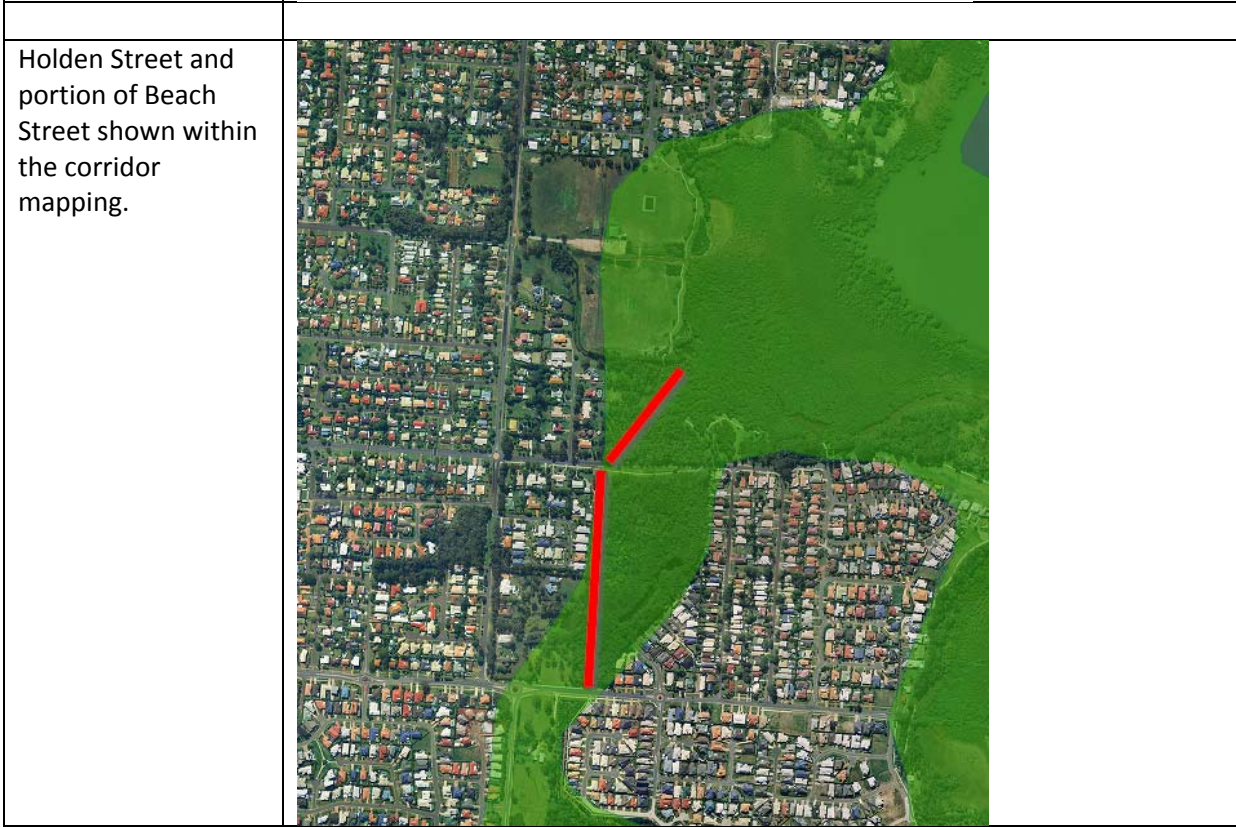 Holden Street and
portion of Beach
Street shown within
the corridor
mapping.